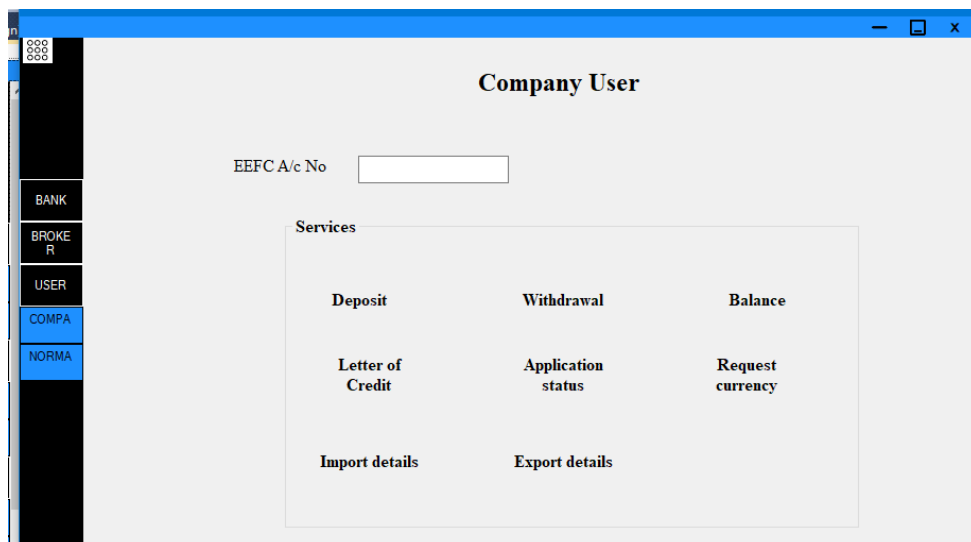 Company User
EEFC A/c No
BANK
BROKE
R
USER
COMPA
NORMA
Services
Deposit Withdrawal Balance
Letter of Application Request
Credit status currency
Import details Export details